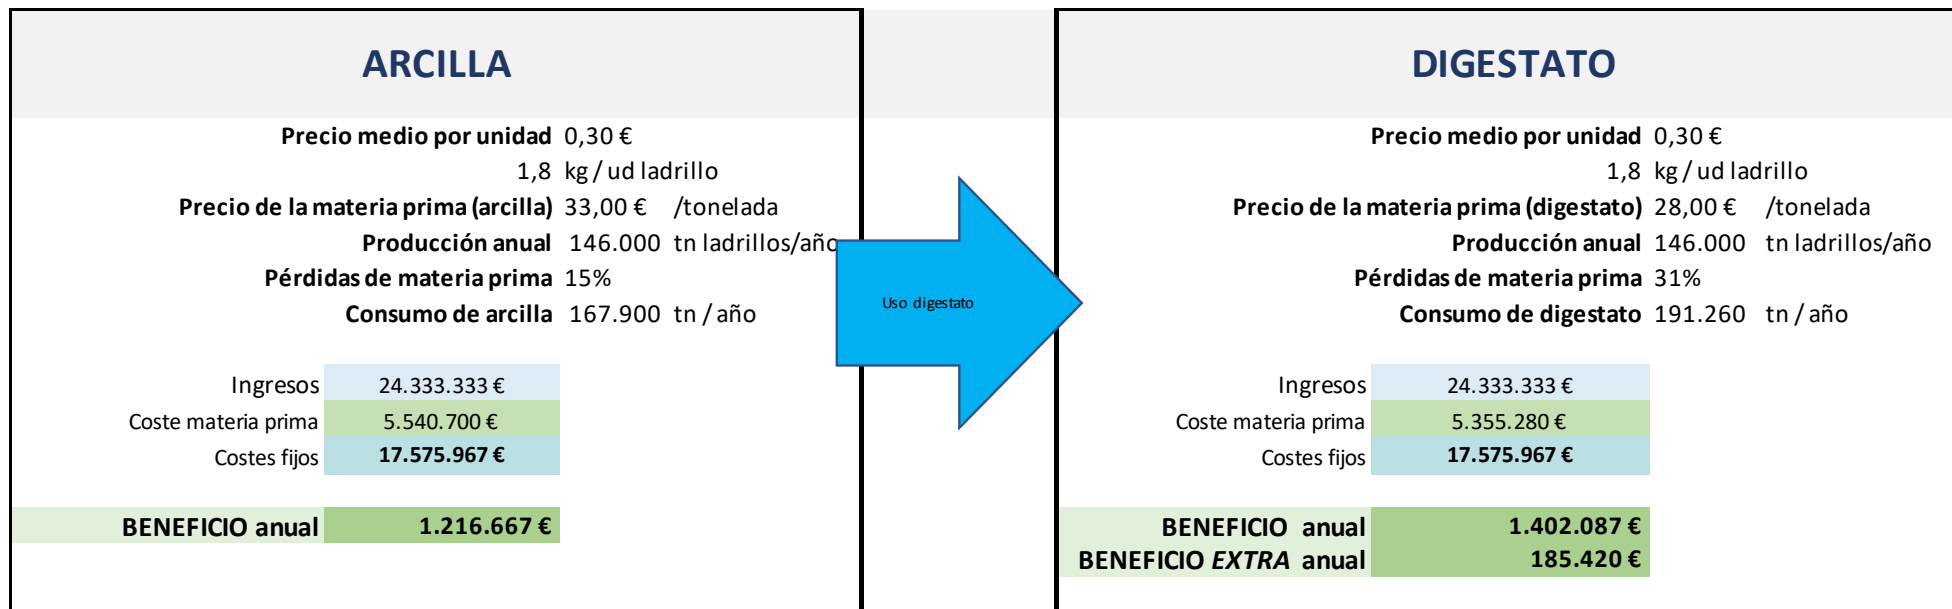 ARCILLA
Precio medio por unidad 0,30 €
1,8 kg / ud ladrillo
Precio de la materia prima (arcilla) 33,00 € /tonelada
Producción anual 146.000 tn ladrillos/año
Pérdidas de materia prima 15%
Consumo de arcilla 167.900 tn / año
Ingresos 24.333.333 €
Coste materia prima 5.540.700 €
Costes fijos 17.575.967 €
BENEFICIO anual 1.216.667 €
Uso digestato
DIGESTATO
Precio medio por unidad 0,30 €
1,8 kg / ud ladrillo
Precio de la materia prima (digestato) 28,00 € /tonelada
Producción anual 146.000 tn ladrillos/año
Pérdidas de materia prima 31%
Consumo de digestato 191.260 tn / año
Ingresos 24.333.333 €
Coste materia prima 5.355.280 €
Costes fijos 17.575.967 €
BENEFICIO anual 1.402.087 €
BENEFICIO EXTRA anual 185.420 €